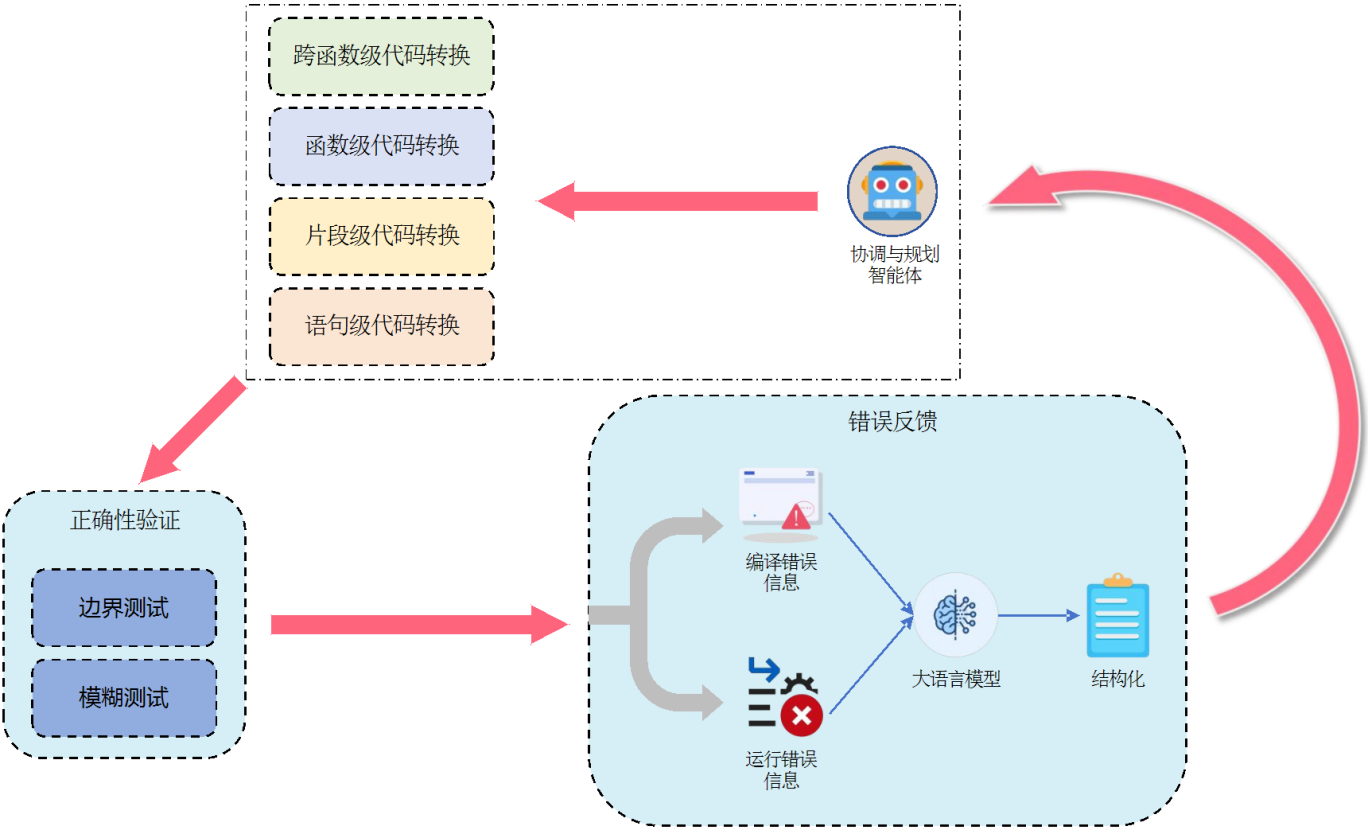 跨函数级代码转换
函数级代码转换
片段级代码转换
语句级代码转换
协调与规划
智能体
正确性验证
边界测试
模糊测试
错误反馈
编译错误
信息
运行错误
信息
大语言模型
结构化